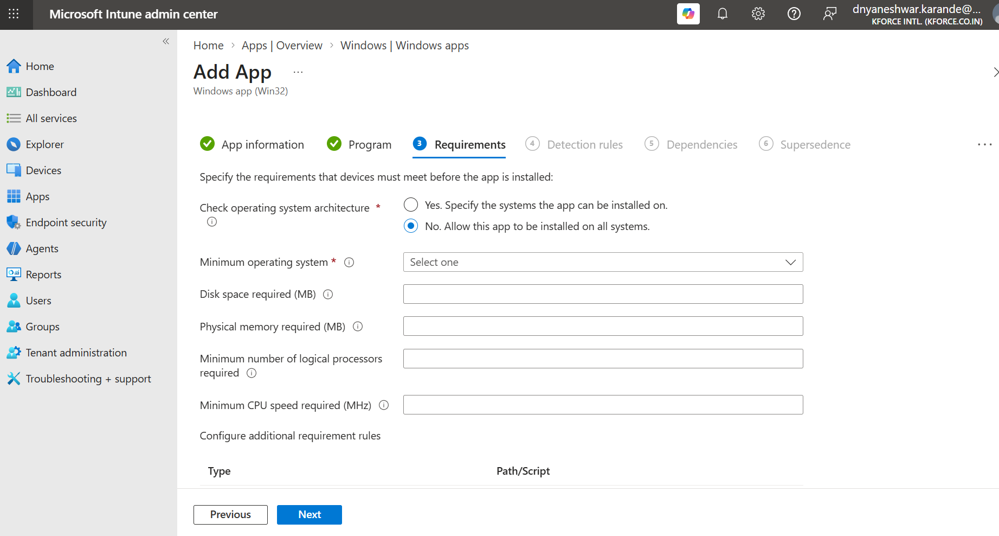 Microsoft Intune admin center
dnyaneshwar.karande@...
KFORCE INTL. (KFORCE.CO.IN)
Home
Dashboard
All services
Explorer
Devices
Apps
Endpoint security
Agents
Reports
Users
Groups
Tenant administration
Troubleshooting + support
Home > Apps | Overview > Windows | Windows apps
Add App ...
Windows app (Win32)
App information Program 3 Requirements 4 Detection rules 5 Dependencies 6 Supersedence ...
Specify the requirements that devices must meet before the app is installed:
Check operating system architecture *
Yes. Specify the systems the app can be installed on.
No. Allow this app to be installed on all systems.
Minimum operating system * Select one
Disk space required (MB)
Physical memory required (MB)
Minimum number of logical processors
required
Minimum CPU speed required (MHz)
Configure additional requirement rules
Type Path/Script
Previous Next